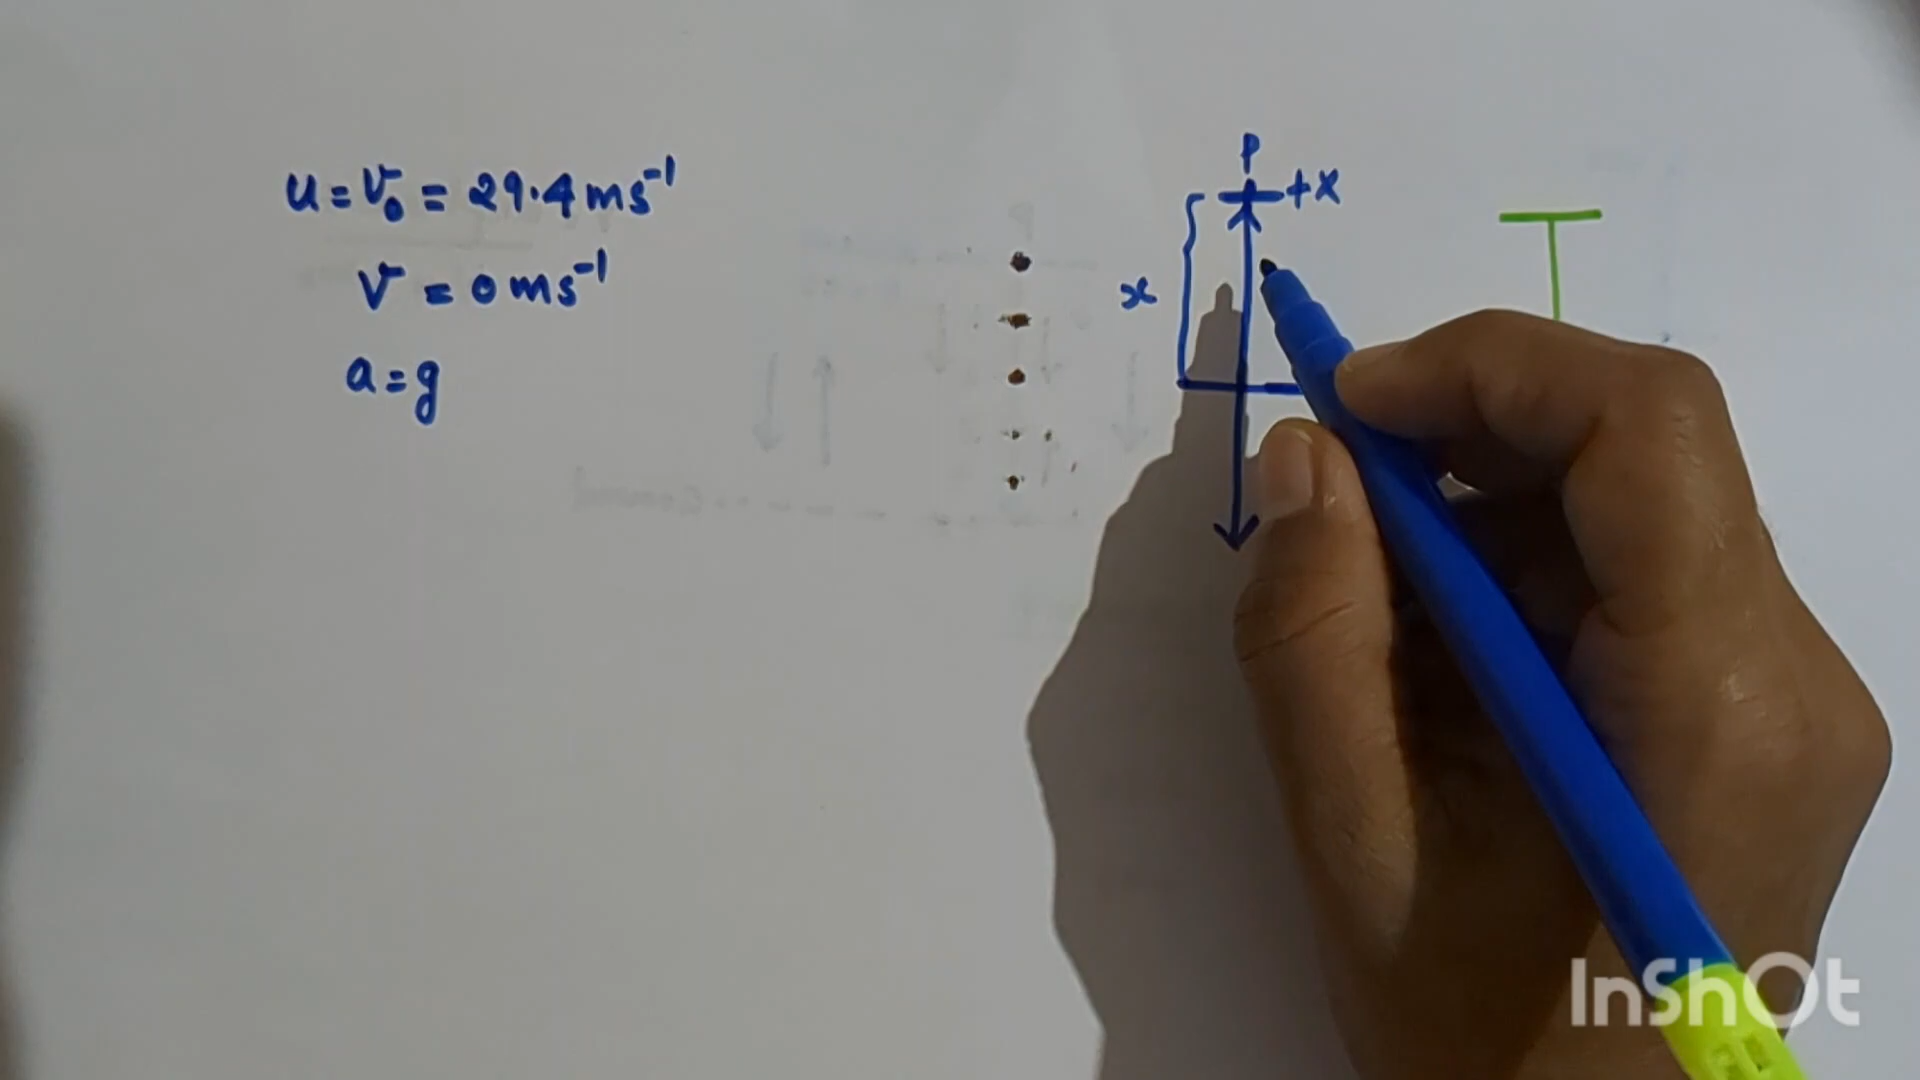 u = v₀ = 29.4 ms⁻¹
v = 0 ms⁻¹
a = g
P
+x
x
InShOt